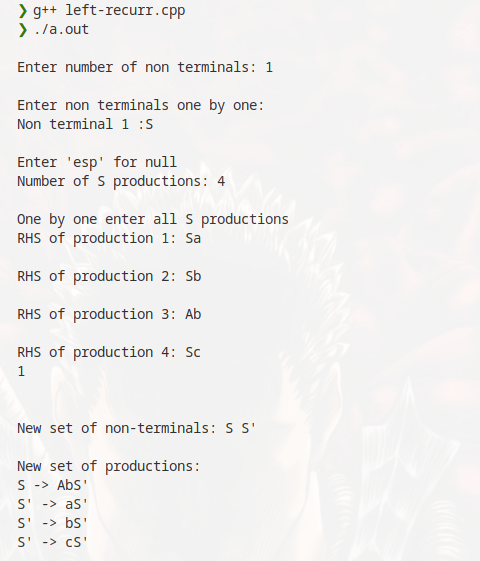 ❯ g++ left-recurr.cpp
❯ ./a.out
Enter number of non terminals: 1
Enter non terminals one by one:
Non terminal 1 :S
Enter 'esp' for null
Number of S productions: 4
One by one enter all S productions
RHS of production 1: Sa
RHS of production 2: Sb
RHS of production 3: Ab
RHS of production 4: Sc
1
New set of non-terminals: S S'
New set of productions:
S -> AbS'
S' -> aS'
S' -> bS'
S' -> cS'